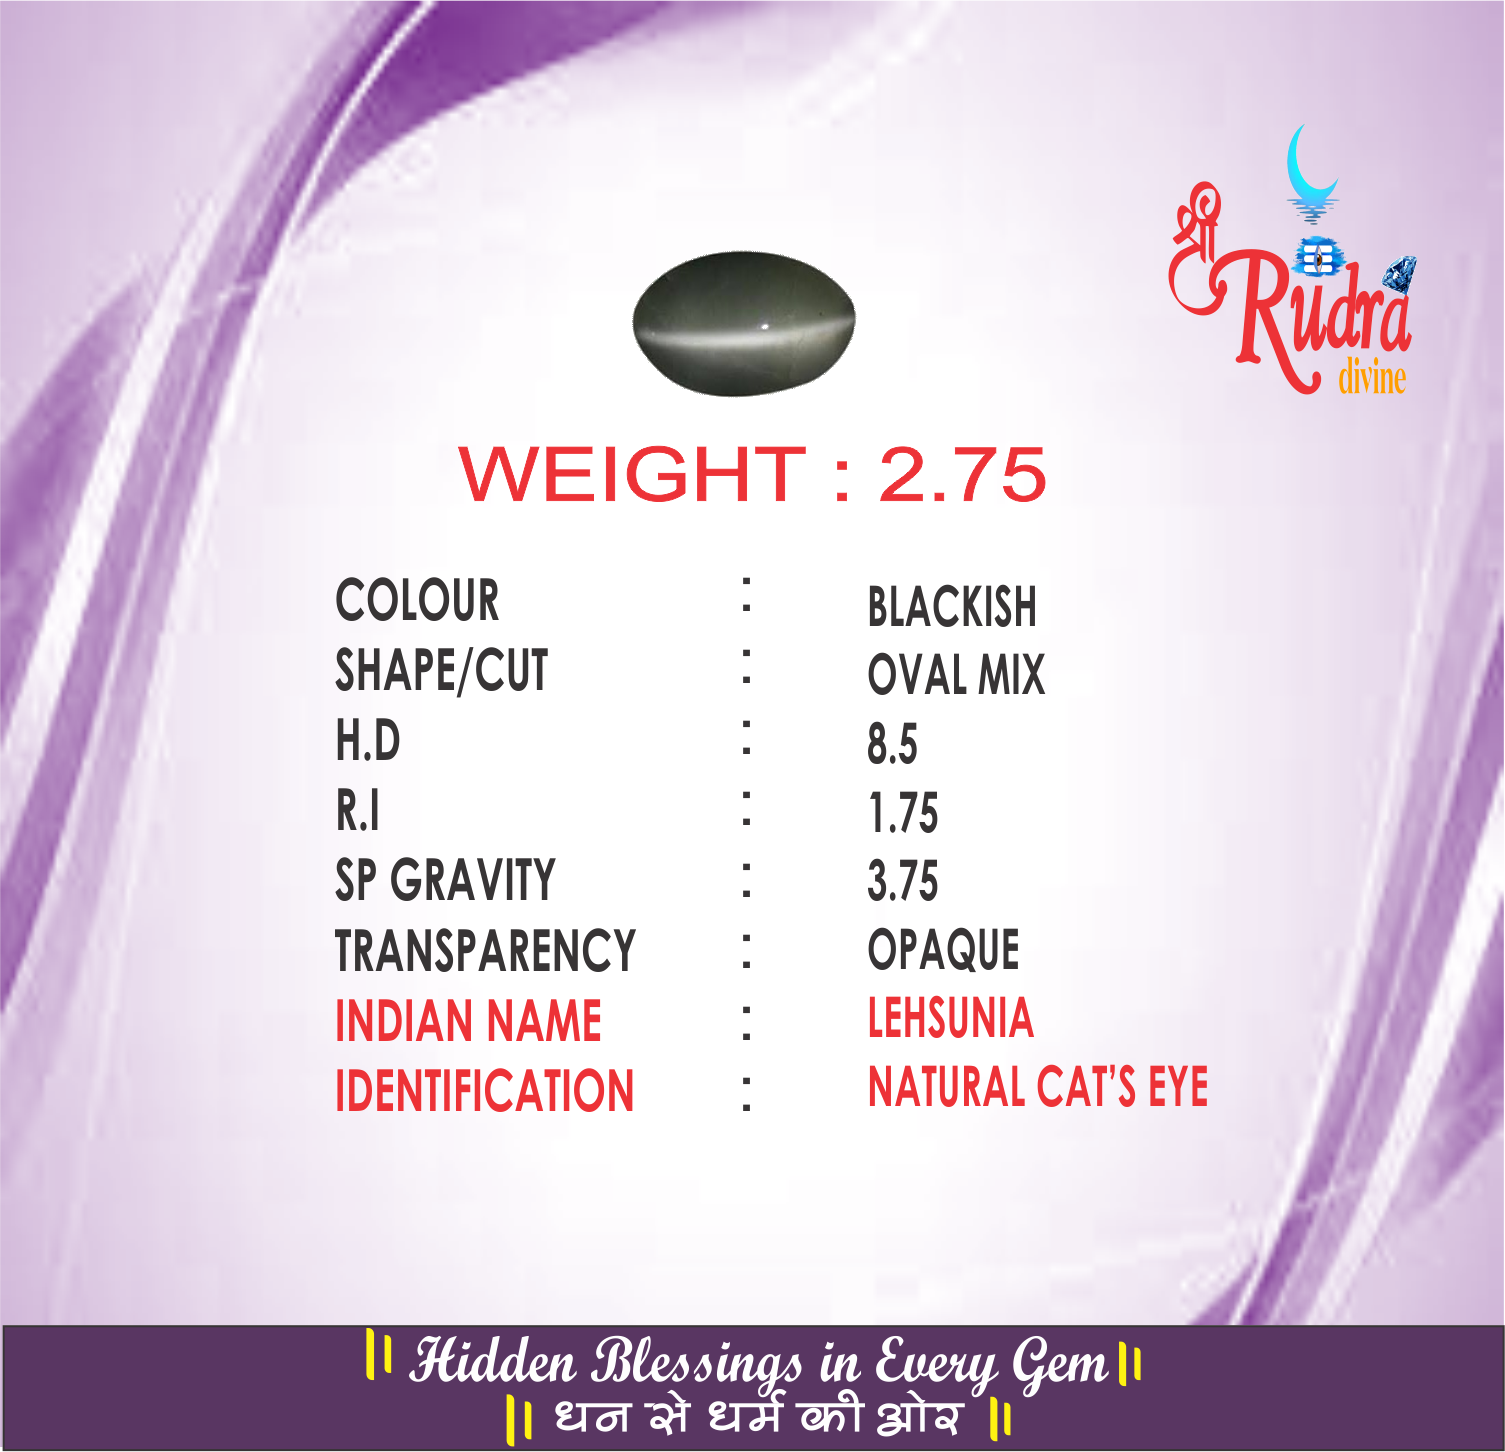 श्री
Rudra
divine
WEIGHT : 2.75
COLOUR : BLACKISH
SHAPE/CUT : OVAL MIX
H.D : 8.5
R.I : 1.75
SP GRAVITY : 3.75
TRANSPARENCY : OPAQUE
INDIAN NAME : LEHSUNIA
IDENTIFICATION : NATURAL CAT’S EYE
|| Hidden Blessings in Every Gem ||
|| धन से धर्म की ओर ||